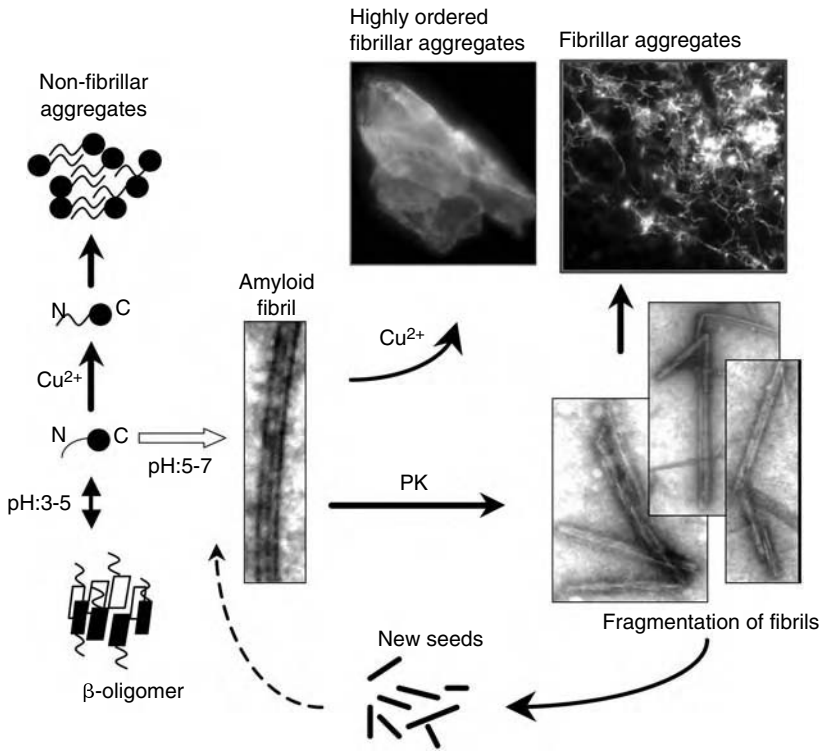 Highly ordered
fibrillar aggregates
Fibrillar aggregates
Non-fibrillar
aggregates
Amyloid
fibril
N C
Cu²⁺
Cu²⁺
N C
pH:5-7
pH:3-5
PK
Fragmentation of fibrils
New seeds
β-oligomer